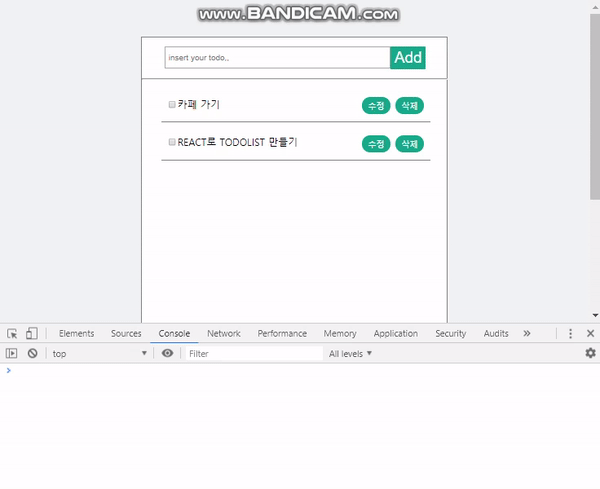 www.BANDICAM.com
insert your todo,, Add
카페 가기 수정 삭제
REACT로 TODOLIST 만들기 수정 삭제
Elements Sources Console Network Performance Memory Application Security Audits »
top Filter All levels
>